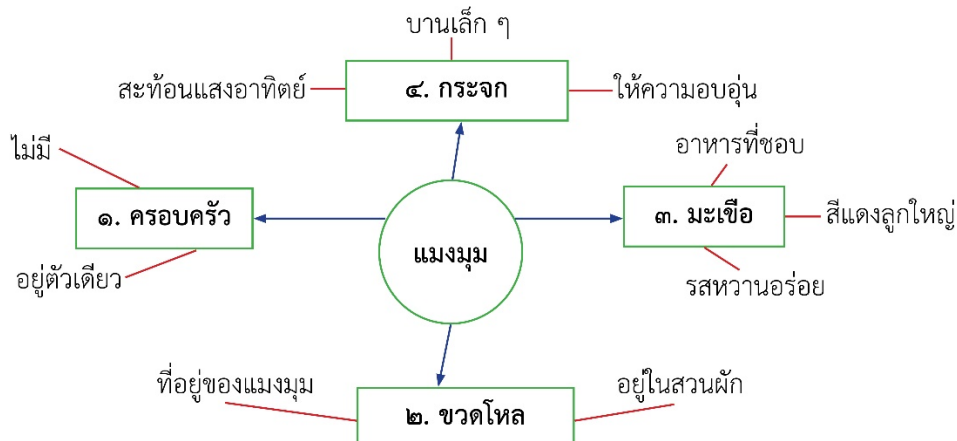 บานเล็ก ๆ
สะท้อนแสงอาทิตย์
๔. กระจก
ให้ความอบอุ่น
ไม่มี
๑. ครอบครัว
อยู่ตัวเดียว
แมงมุม
อาหารที่ชอบ
๓. มะเขือ
สีแดงลูกใหญ่
รสหวานอร่อย
ที่อยู่ของแมงมุม
๒. ขวดโหล
อยู่ในสวนผัก